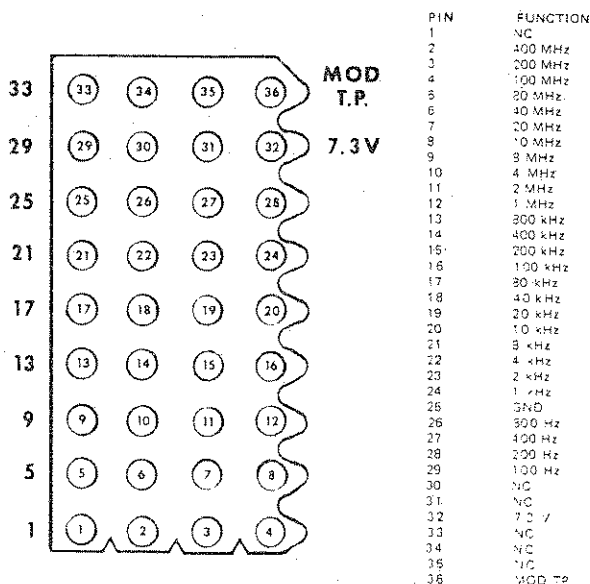 PIN FUNCTION
1 NC
2 400 MHz
3 200 MHz
4 100 MHz
5 80 MHz
6 40 MHz
7 20 MHz
8 10 MHz
9 8 MHz
10 4 MHz
11 2 MHz
12 1 MHz
13 800 kHz
14 400 kHz
15 200 kHz
16 100 kHz
17 80 kHz
18 40 kHz
19 20 kHz
20 10 kHz
21 8 kHz
22 4 kHz
23 2 kHz
24 1 kHz
25 GND
26 800 Hz
27 400 Hz
28 200 Hz
29 100 Hz
30 NC
31 NC
32 7.3 V
33 NC
34 NC
35 NC
36 MOD TP
33 33 34 35 36 MOD
T.P.
29 29 30 31 32 7.3V
25 25 26 27 28
21 21 22 23 24
17 17 18 19 20
13 13 14 15 16
9 9 10 11 12
5 5 6 7 8
1 1 2 3 4